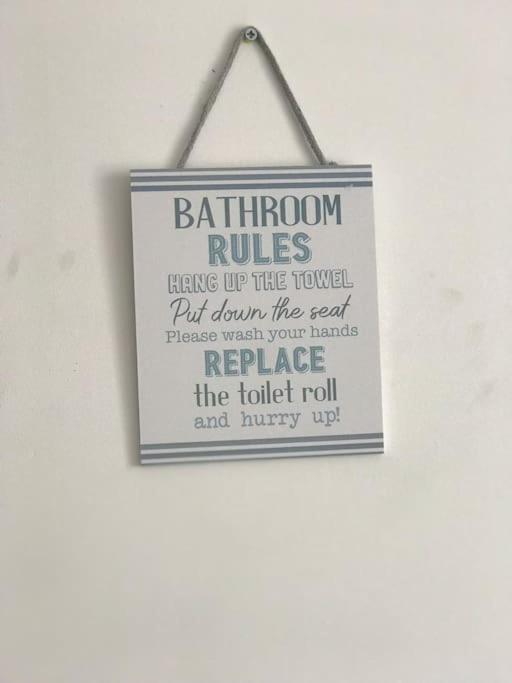 BATHROOM
RULES
HANG UP THE TOWEL
Put down the seat
Please wash your hands
REPLACE
the toilet roll
and hurry up!